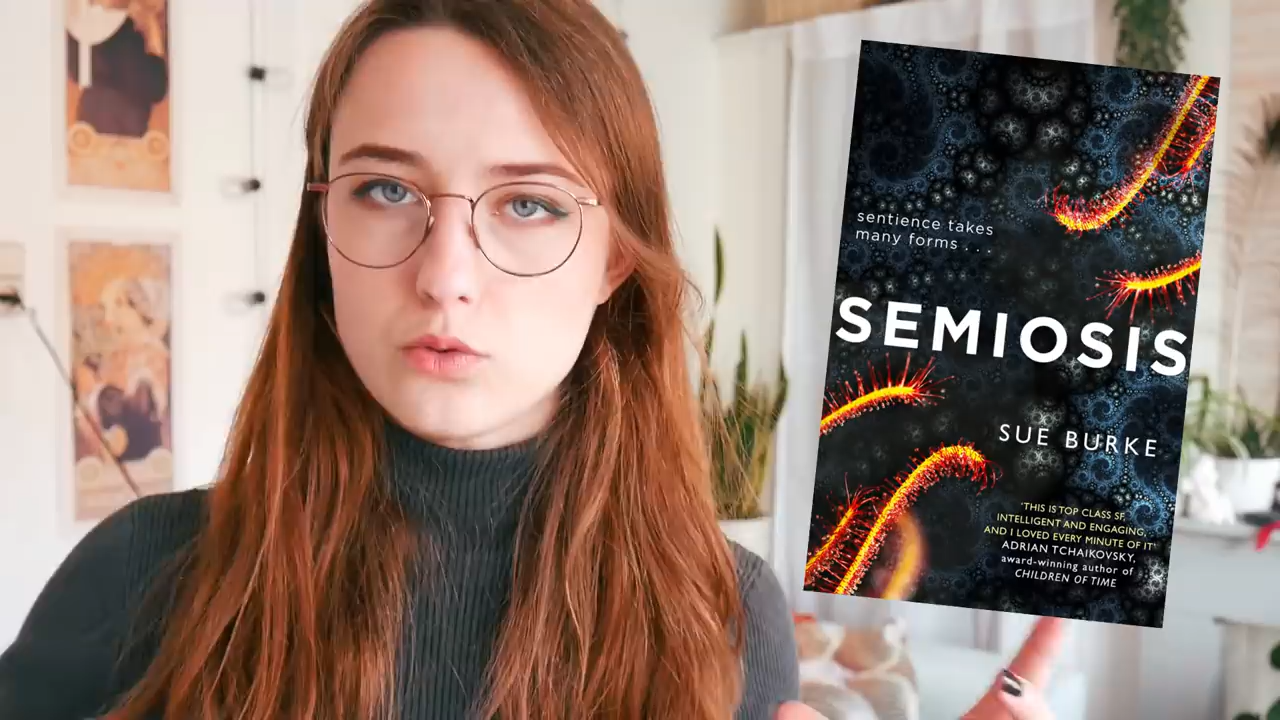 sentience takes
many forms . . .
SEMIOSIS
SUE BURKE
'THIS IS TOP CLASS SF,
INTELLIGENT AND ENGAGING,
AND I LOVED EVERY MINUTE OF IT'
ADRIAN TCHAIKOVSKY,
award-winning author of
CHILDREN OF TIME